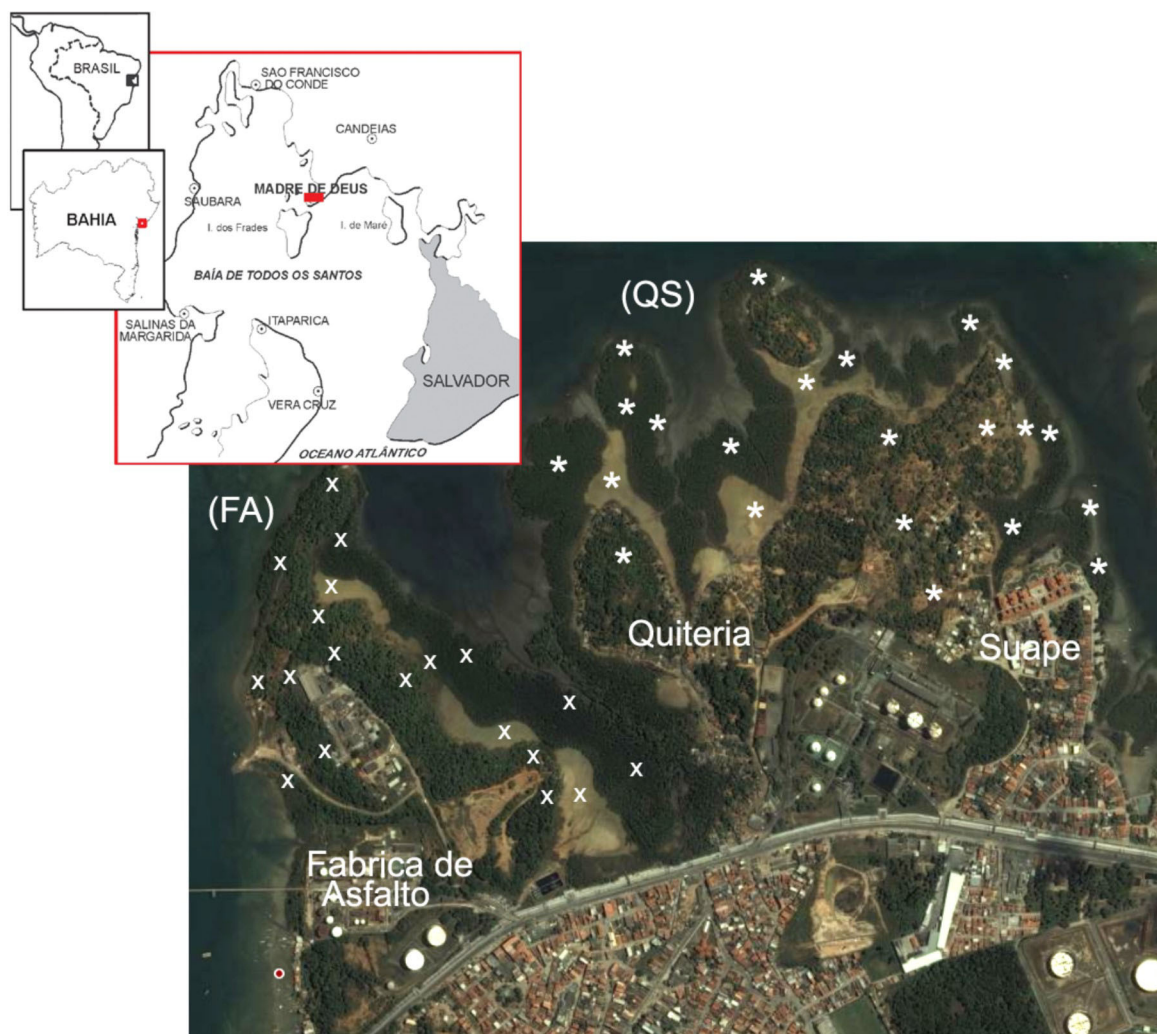 BRASIL
BAHIA
SAO FRANCISCO
DO CONDE
CANDEIAS
MADRE DE DEUS
SAUBARA
I. dos Frades
I. de Maré
BAÍA DE TODOS OS SANTOS
SALINAS DA
MARGARIDA
ITAPARICA
SALVADOR
VERA CRUZ
OCEANO ATLÂNTICO
(QS)
(FA)
Quiteria
Suape
Fabrica de
Asfalto